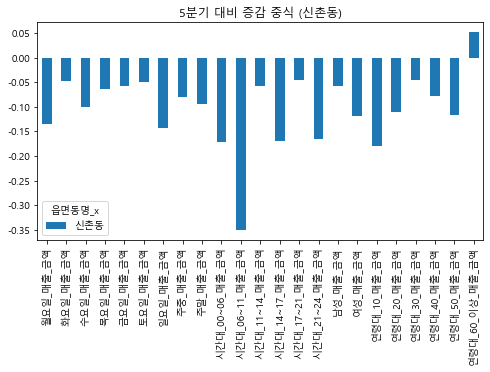 5분기 대비 증감 중식 (신촌동)
0.05
0.00
-0.05
-0.10
-0.15
-0.20
-0.25
-0.30
-0.35
읍면동명_x
신촌동
월요일_매출_금액
화요일_매출_금액
수요일_매출_금액
목요일_매출_금액
금요일_매출_금액
토요일_매출_금액
일요일_매출_금액
주중_매출_금액
주말_매출_금액
시간대_00~06_매출_금액
시간대_06~11_매출_금액
시간대_11~14_매출_금액
시간대_14~17_매출_금액
시간대_17~21_매출_금액
시간대_21~24_매출_금액
남성_매출_금액
여성_매출_금액
연령대_10_매출_금액
연령대_20_매출_금액
연령대_30_매출_금액
연령대_40_매출_금액
연령대_50_매출_금액
연령대_60_이상_매출_금액